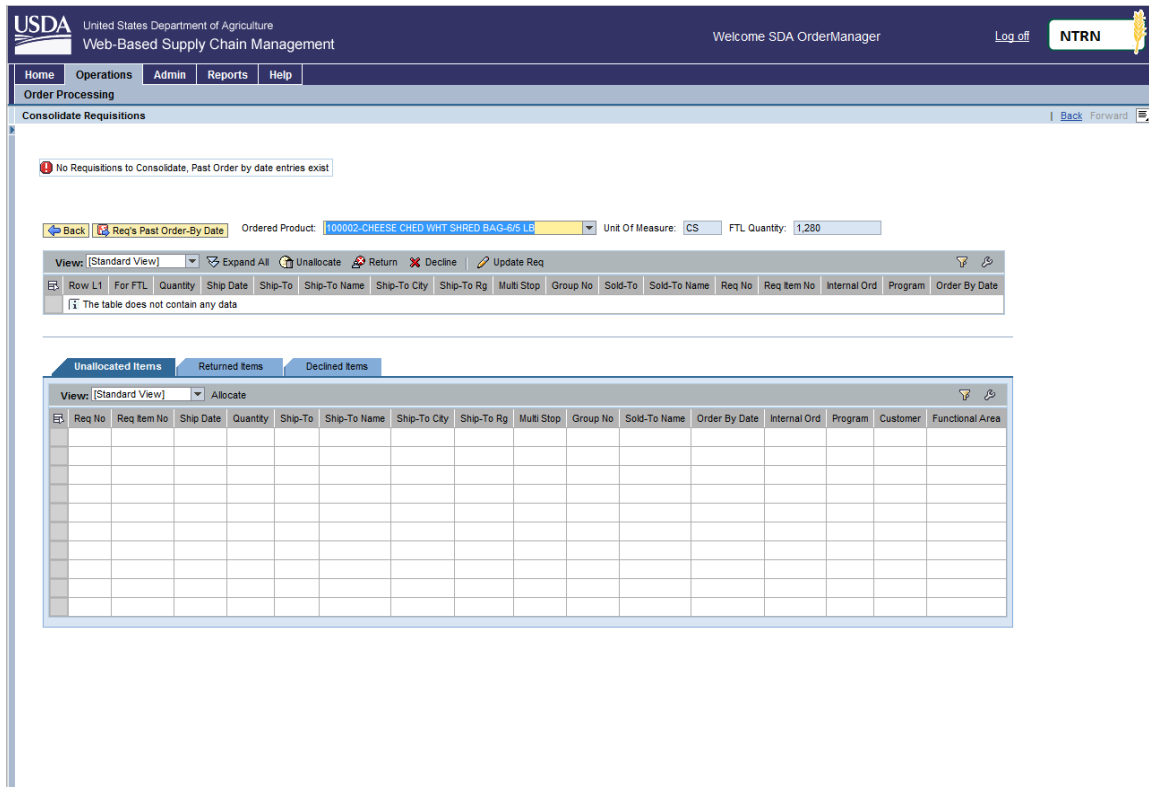 USDA United States Department of Agriculture
Web-Based Supply Chain Management
Welcome SDA OrderManager
Log off
NTRN
Home Operations Admin Reports Help
Order Processing
Consolidate Requisitions
| Back Forward
No Requisitions to Consolidate, Past Order by date entries exist
Back Req's Past Order-By Date Ordered Product: 100002-CHEESE CHED WHT SHRED BAG-6/5 LB Unit Of Measure: CS FTL Quantity: 1,280
View: [Standard View] Expand All Unallocate Return Decline Update Req
Row L1 For FTL Quantity Ship Date Ship-To Ship-To Name Ship-To City Ship-To Rg Multi Stop Group No Sold-To Sold-To Name Req No Req Item No Internal Ord Program Order By Date
The table does not contain any data
Unallocated Items Returned Items Declined Items
View: [Standard View] Allocate
Req No Req Item No Ship Date Quantity Ship-To Ship-To Name Ship-To City Ship-To Rg Multi Stop Group No Sold-To Name Order By Date Internal Ord Program Customer Functional Area